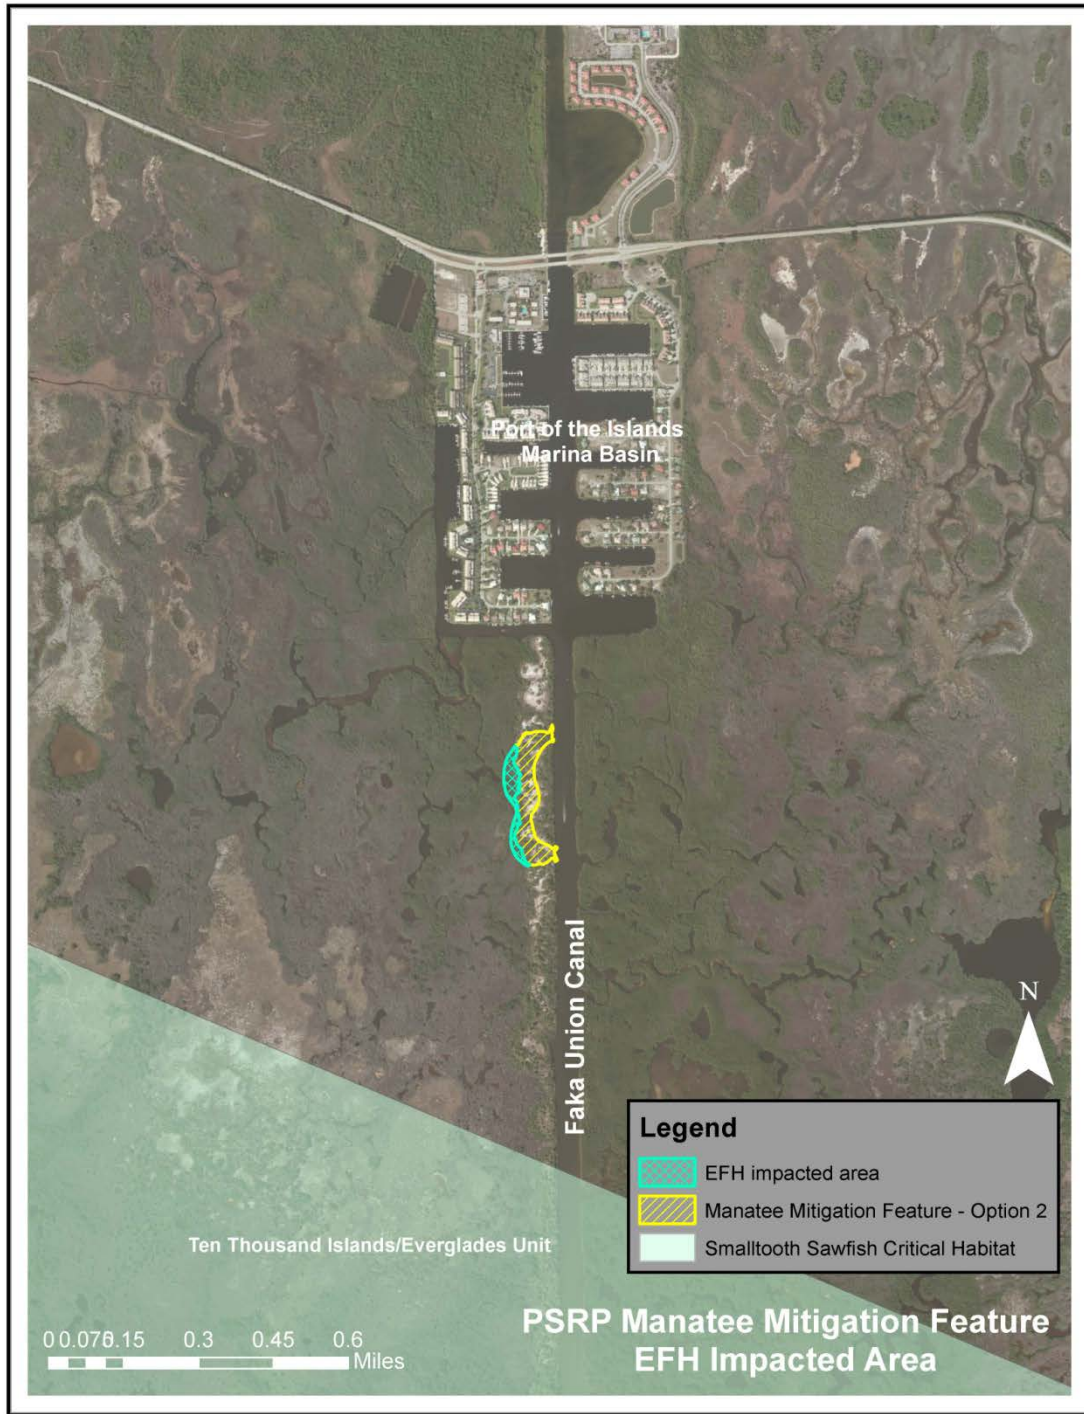 Port of the Islands
Marina Basin
Faka Union Canal
N
Legend
EFH impacted area
Manatee Mitigation Feature - Option 2
Smalltooth Sawfish Critical Habitat
Ten Thousand Islands/Everglades Unit
PSRP Manatee Mitigation Feature
EFH Impacted Area
0 0.075 0.15 0.3 0.45 0.6
Miles